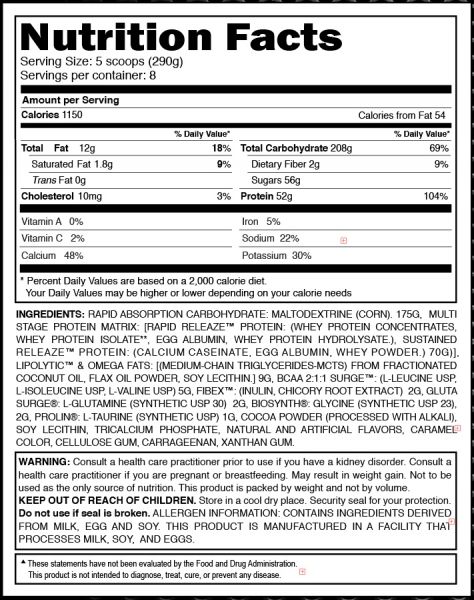 Nutrition Facts
Serving Size: 5 scoops (290g)
Servings per container: 8
Amount per Serving
Calories 1150 Calories from Fat 54
% Daily Value* % Daily Value*
Total Fat 12g 18% Total Carbohydrate 208g 69%
Saturated Fat 1.8g 9% Dietary Fiber 2g 9%
Trans Fat 0g Sugars 56g
Cholesterol 10mg 3% Protein 52g 104%
Vitamin A 0% Iron 5%
Vitamin C 2% Sodium 22%
Calcium 48% Potassium 30%
* Percent Daily Values are based on a 2,000 calorie diet.
Your Daily Values may be higher or lower depending on your calorie needs
INGREDIENTS: RAPID ABSORPTION CARBOHYDRATE: MALTODEXTRINE (CORN). 175G, MULTI
STAGE PROTEIN MATRIX: [RAPID RELEAZE™ PROTEIN: (WHEY PROTEIN CONCENTRATES,
WHEY PROTEIN ISOLATE**, EGG ALBUMIN, WHEY PROTEIN HYDROLYSATE.), SUSTAINED
RELEAZE™ PROTEIN: (CALCIUM CASEINATE, EGG ALBUMIN, WHEY POWDER.) 70G)],
LIPOLYTIC™ & OMEGA FATS: [(MEDIUM-CHAIN TRIGLYCERIDES-MCTS) FROM FRACTIONATED
COCONUT OIL, FLAX OIL POWDER, SOY LECITHIN.] 9G, BCAA 2:1:1 SURGE™: (L-LEUCINE USP,
L-ISOLEUCINE USP, L-VALINE USP) 5G, FIBEX™: (INULIN, CHICORY ROOT EXTRACT) 2G, GLUTA
SURGE®: L-GLUTAMINE (SYNTHETIC USP 30) 2G, BIOSYNTH®: GLYCINE (SYNTHETIC USP 23),
2G, PROLIN®: L-TAURINE (SYNTHETIC USP) 1G, COCOA POWDER (PROCESSED WITH ALKALI),
SOY LECITHIN, TRICALCIUM PHOSPHATE, NATURAL AND ARTIFICIAL FLAVORS, CARAMEL
COLOR, CELLULOSE GUM, CARRAGEENAN, XANTHAN GUM.
WARNING: Consult a health care practitioner prior to use if you have a kidney disorder. Consult a
health care practitioner if you are pregnant or breastfeeding. May result in weight gain. Not to be
used as the only source of nutrition. This product is packed by weight and not by volume.
KEEP OUT OF REACH OF CHILDREN. Store in a cool dry place. Security seal for your protection.
Do not use if seal is broken. ALLERGEN INFORMATION: CONTAINS INGREDIENTS DERIVED
FROM MILK, EGG AND SOY. THIS PRODUCT IS MANUFACTURED IN A FACILITY THAT
PROCESSES MILK, SOY, AND EGGS.
▲ These statements have not been evaluated by the Food and Drug Administration.
This product is not intended to diagnose, treat, cure, or prevent any disease.